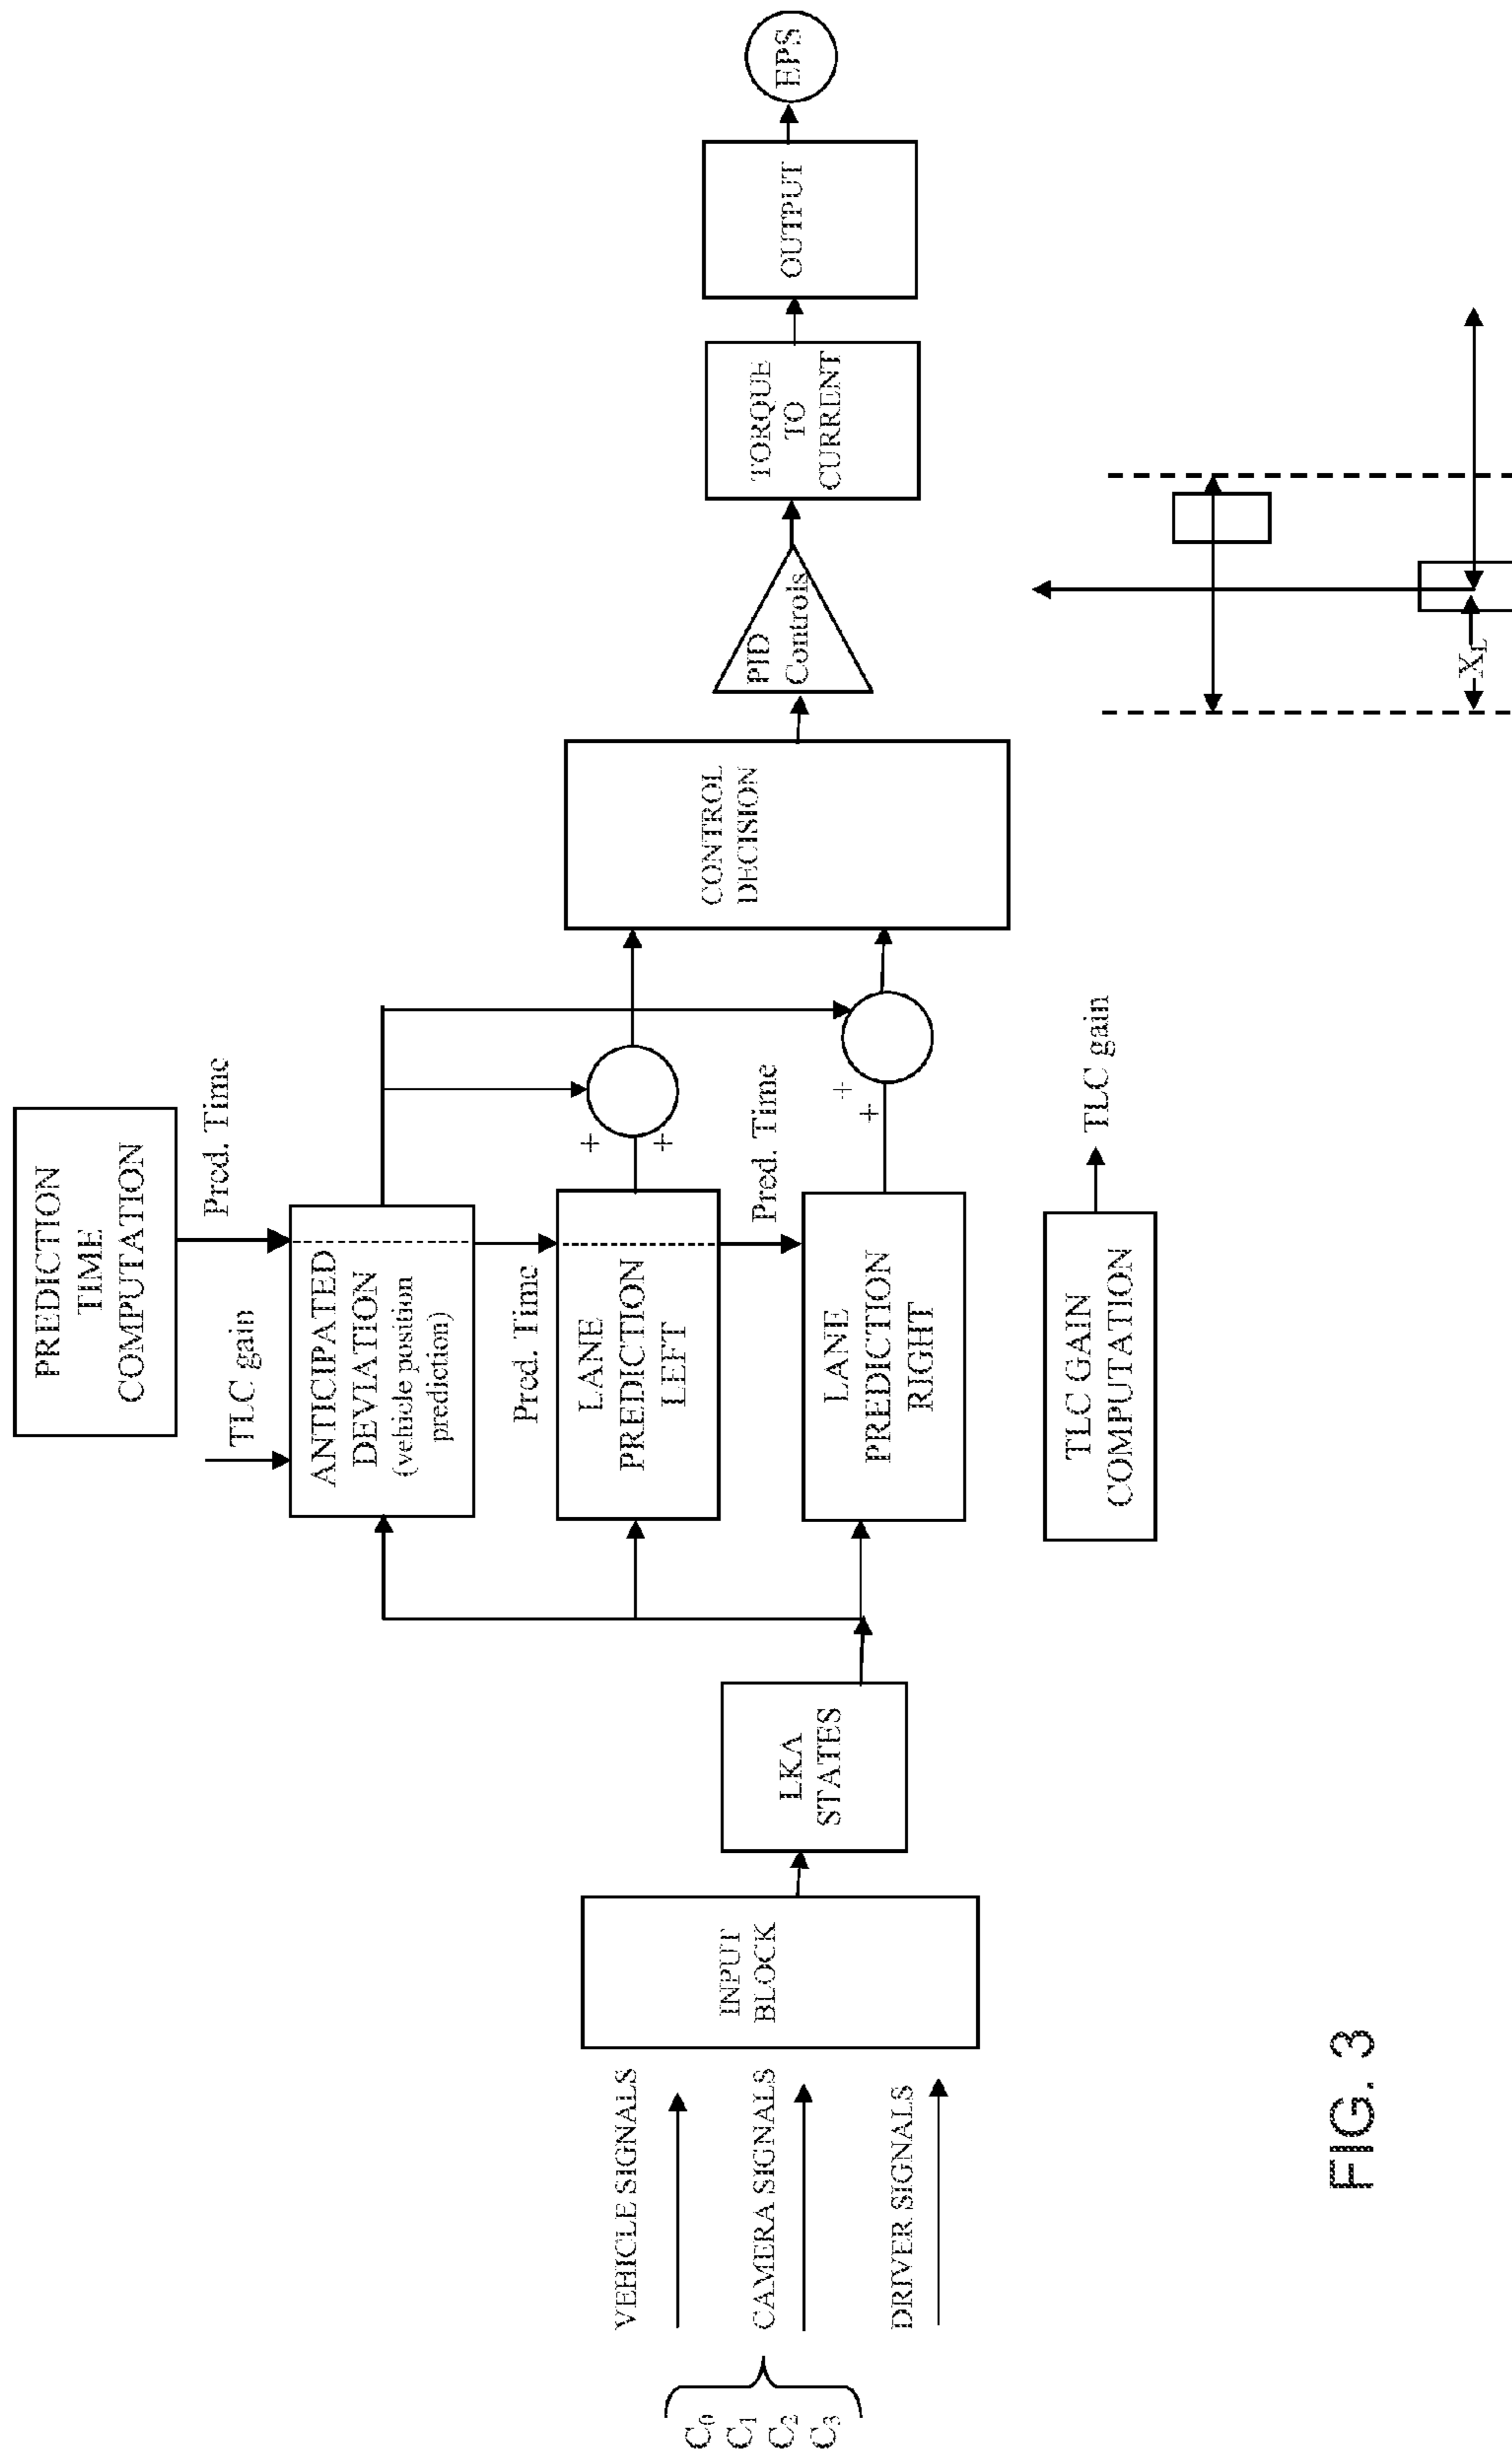 C0
C1
C2
C3
VEHICLE SIGNALS
CAMERA SIGNALS
DRIVER SIGNALS
INPUT
BLOCK
LKA
STATES
PREDICTION
TIME
COMPUTATION
TLC gain
Pred. Time
ANTICIPATED
DEVIATION
(vehicle position
prediction)
Pred. Time
LANE
PREDICTION
LEFT
+
+
Pred. Time
LANE
PREDICTION
RIGHT
+
+
TLC GAIN
COMPUTATION
TLC gain
CONTROL
DECISION
PID
Controls
TORQUE
TO
CURRENT
OUTPUT
EPS
XL
FIG. 3